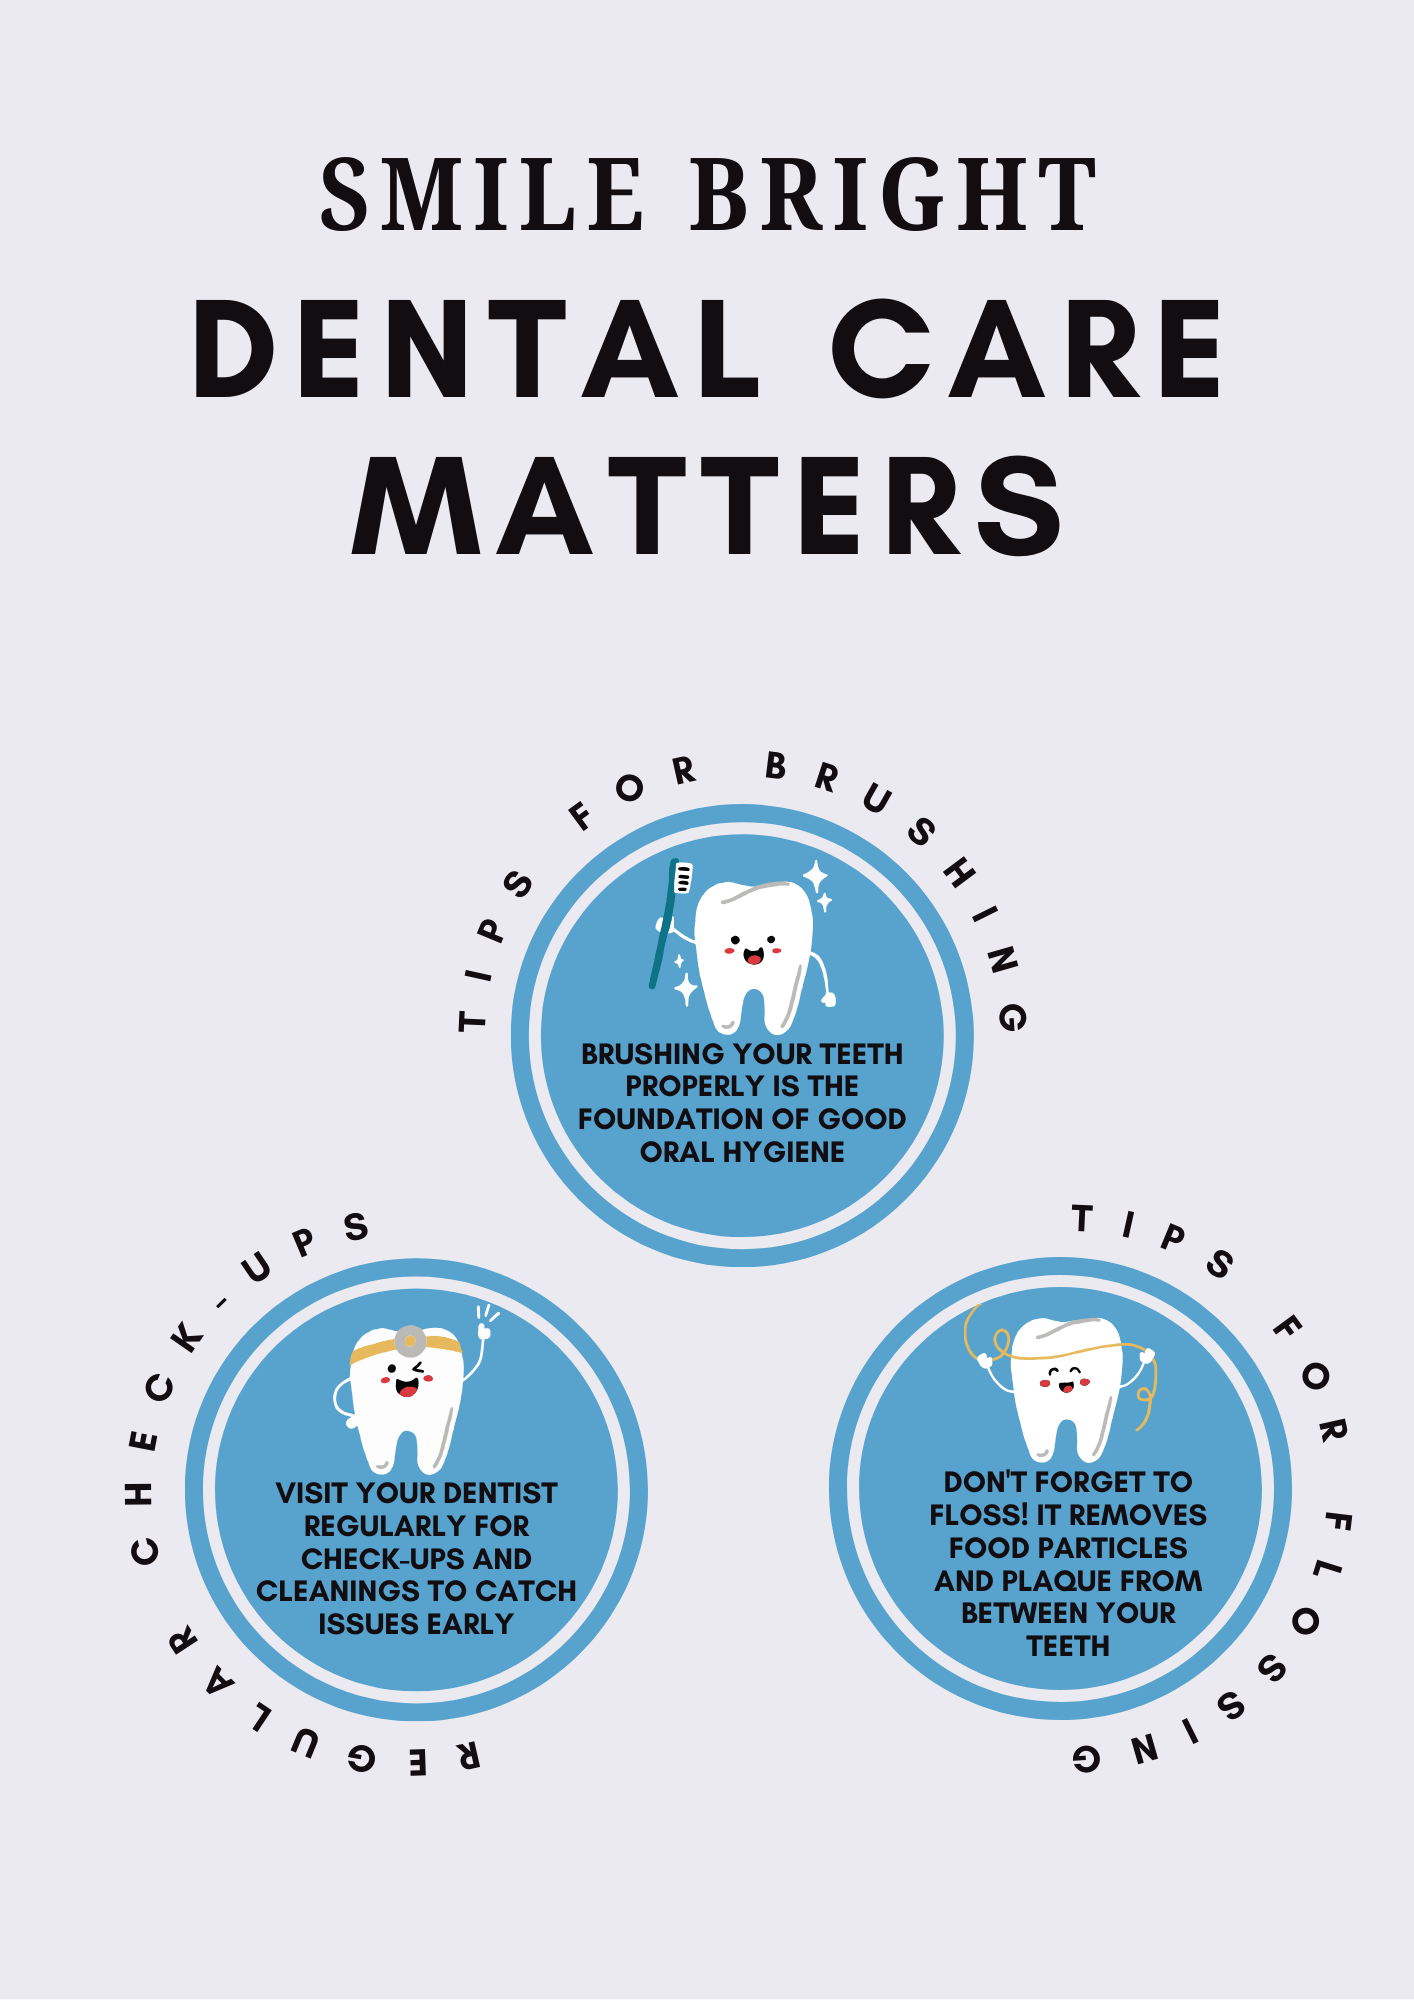 SMILE BRIGHT
DENTAL CARE
MATTERS
TIPS FOR BRUSHING
BRUSHING YOUR TEETH
PROPERLY IS THE
FOUNDATION OF GOOD
ORAL HYGIENE
REGULAR CHECK-UPS
VISIT YOUR DENTIST
REGULARLY FOR
CHECK-UPS AND
CLEANINGS TO CATCH
ISSUES EARLY
TIPS FOR FLOSSING
DON'T FORGET TO
FLOSS! IT REMOVES
FOOD PARTICLES
AND PLAQUE FROM
BETWEEN YOUR
TEETH